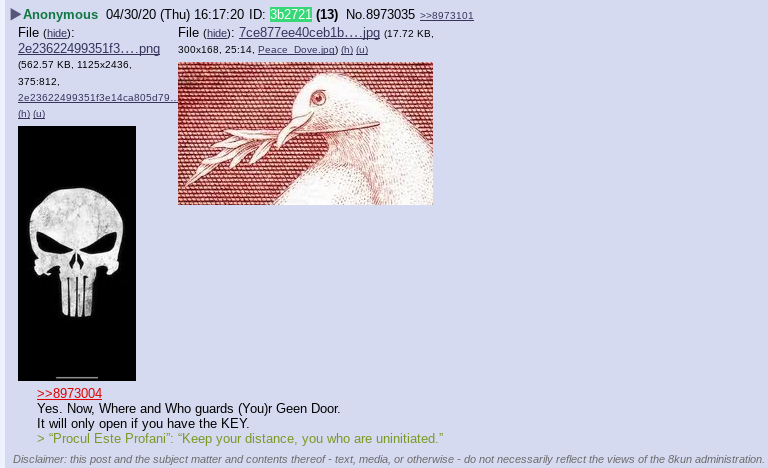 ▶Anonymous 04/30/20 (Thu) 16:17:20 ID: 3b2721 (13) No.8973035 >>8973101
File (hide):
2e23622499351f3….png
(562.57 KB, 1125x2436,
375:812,
2e23622499351f3e14ca805d79…
(h) (u)
File (hide): 7ce877ee40ceb1b….jpg (17.72 KB,
300x168, 25:14, Peace_Dove.jpg) (h) (u)
>>8973004
Yes. Now, Where and Who guards (You)r Geen Door.
It will only open if you have the KEY.
> “Procul Este Profani”: “Keep your distance, you who are uninitiated.”
Disclaimer: this post and the subject matter and contents thereof - text, media, or otherwise - do not necessarily reflect the views of the 8kun administration.